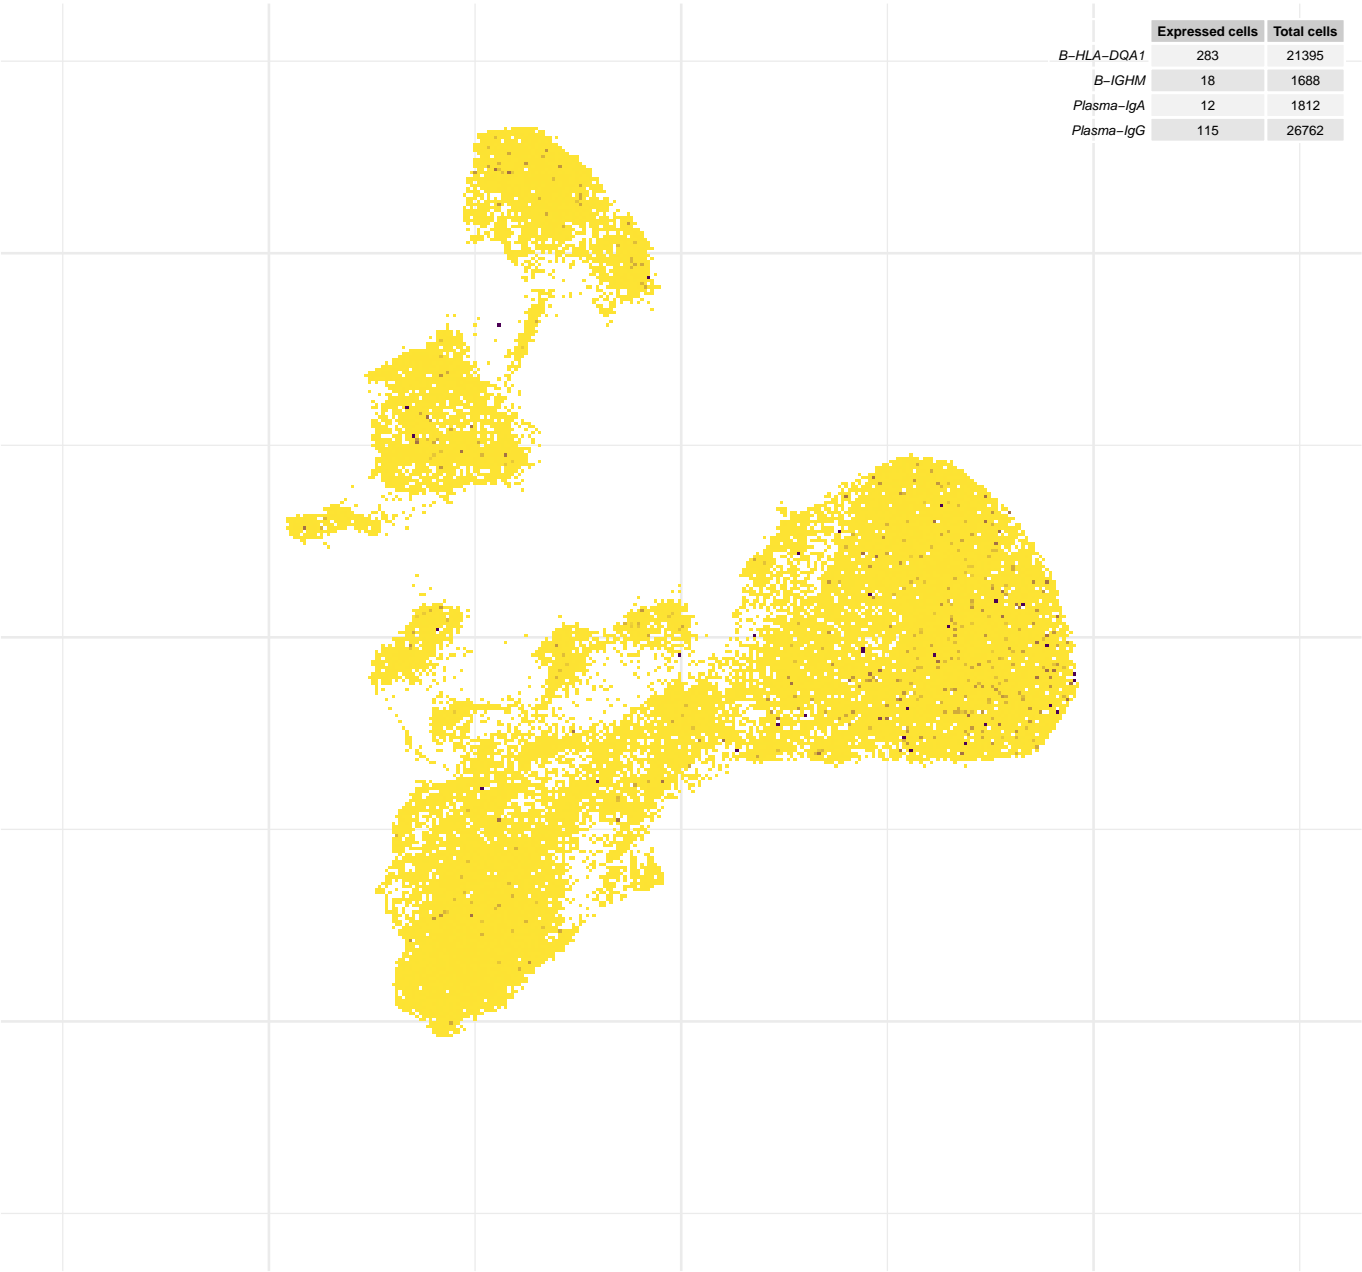 Expressed cells Total cells
B−HLA−DQA1 283 21395
B−IGHM 18 1688
Plasma−IgA 12 1812
Plasma−IgG 115 26762